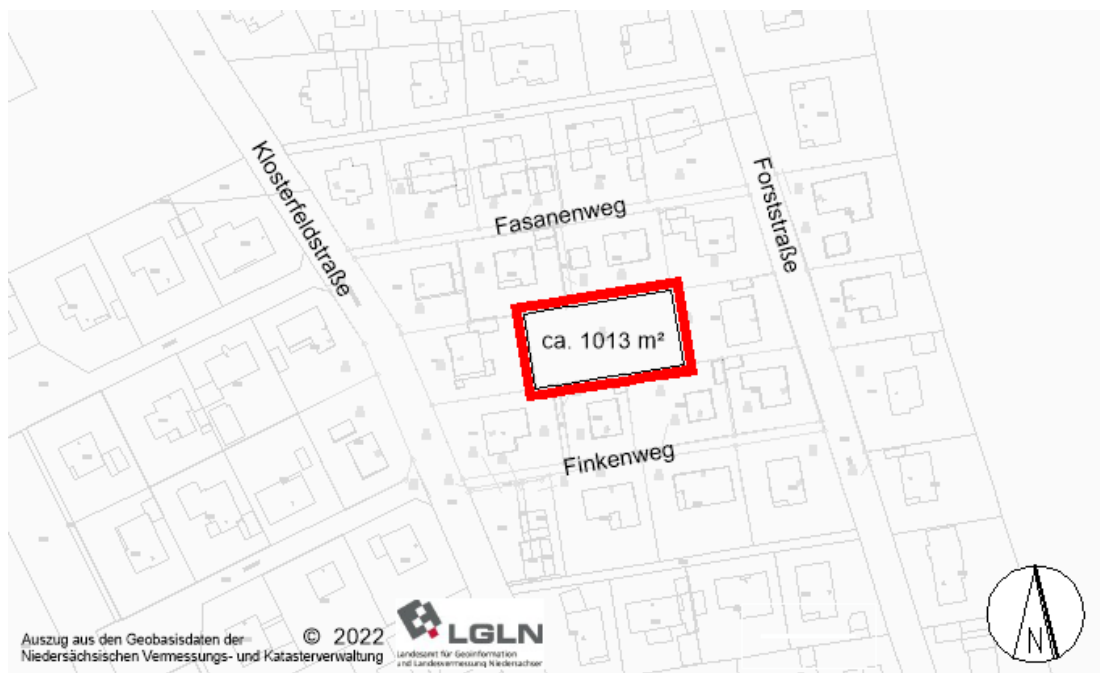 Klosterfeldstraße
Fasanenweg
Forststraße
ca. 1013 m²
Finkenweg
Auszug aus den Geobasisdaten der
Niedersächsischen Vermessungs- und Katasterverwaltung
© 2022
LGLN
Landesamt für Geoinformation
und Landesvermessung Niedersachsen
N